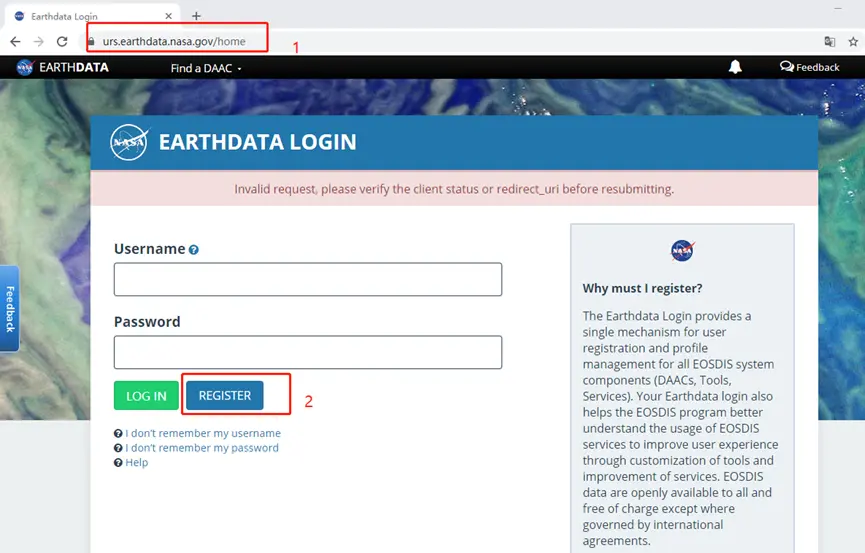 Earthdata Login
urs.earthdata.nasa.gov/home
1
NASA EARTHDATA
Find a DAAC
Feedback
NASA EARTHDATA LOGIN
Invalid request, please verify the client status or redirect_uri before resubmitting.
Username
Password
LOG IN
REGISTER
2
I don't remember my username
I don't remember my password
Help
Feedback
NASA
Why must I register?
The Earthdata Login provides a
single mechanism for user
registration and profile
management for all EOSDIS system
components (DAACs, Tools,
Services). Your Earthdata login also
helps the EOSDIS program better
understand the usage of EOSDIS
services to improve user experience
through customization of tools and
improvement of services. EOSDIS
data are openly available to all and
free of charge except where
governed by international
agreements.